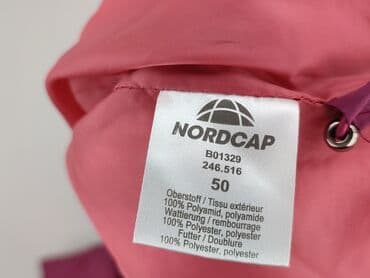 NORDCAP
B01329
246.516
50
Oberstoff / Tissu extérieur
100% Polyamid, polyamide
Wattierung / rembourrage
100% Polyester, polyester
Futter / Doublure
100% Polyester, polyester